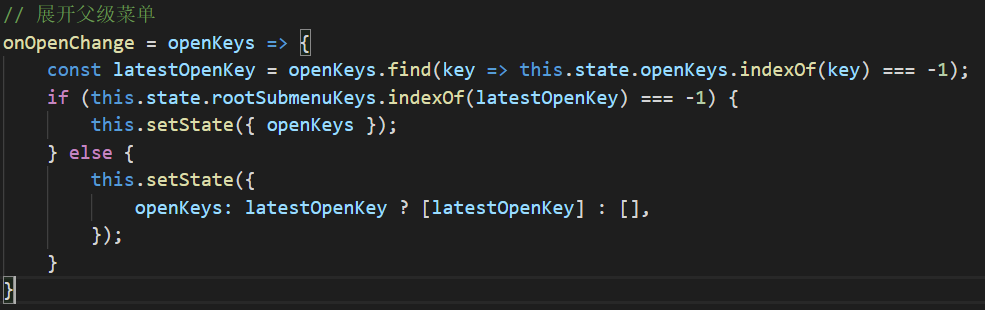 // 展开父级菜单
onOpenChange = openKeys => {
    const latestOpenKey = openKeys.find(key => this.state.openKeys.indexOf(key) === -1);
    if (this.state.rootSubmenuKeys.indexOf(latestOpenKey) === -1) {
        this.setState({ openKeys });
    } else {
        this.setState({
            openKeys: latestOpenKey ? [latestOpenKey] : [],
        });
    }
}